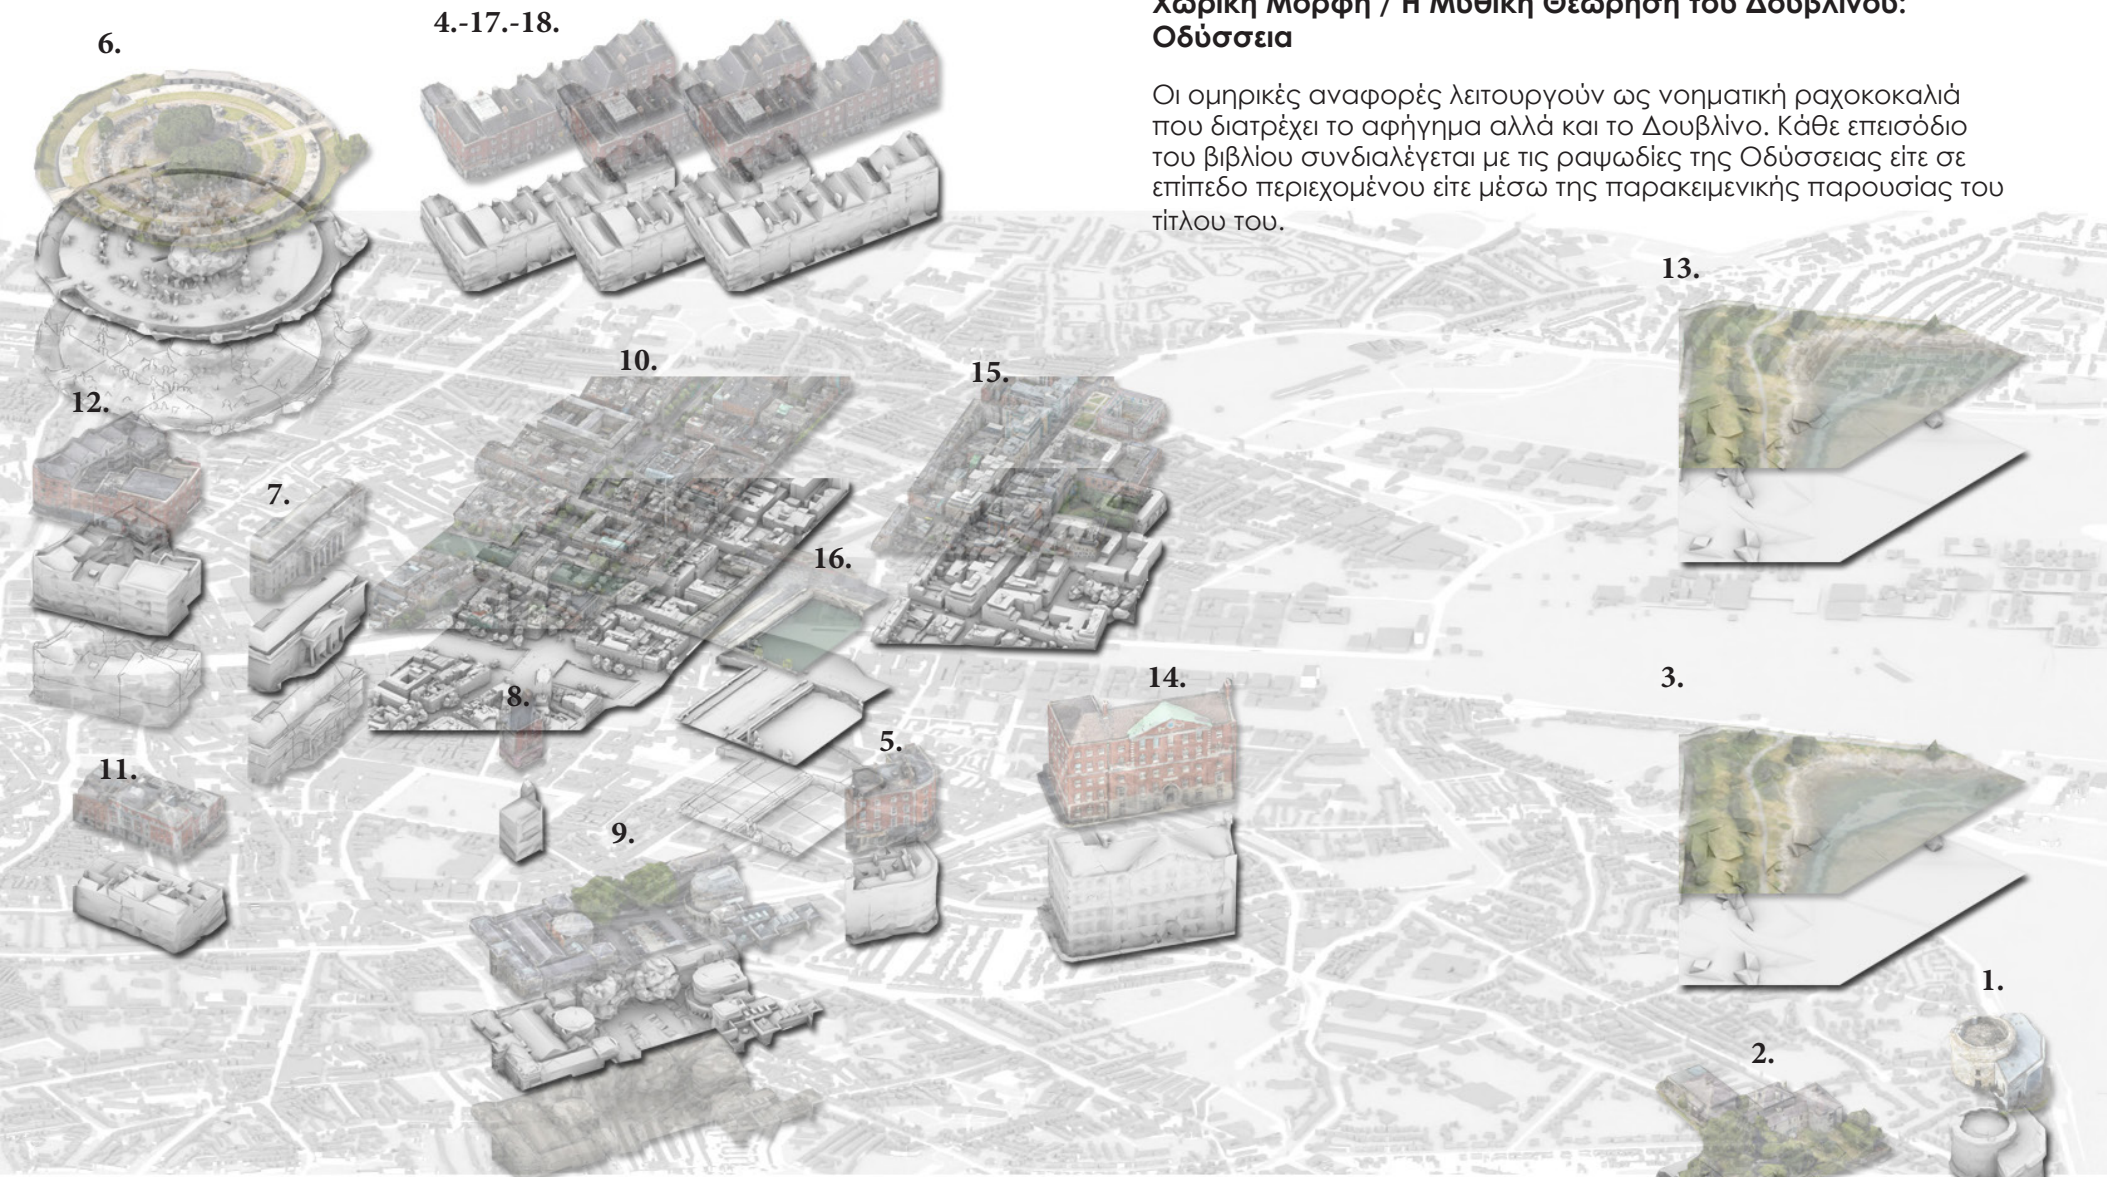 Χωρική Μορφή / Η Μυθική Θεώρηση του Δουβλίνου:
Οδύσσεια
Οι ομηρικές αναφορές λειτουργούν ως νοηματική ραχοκοκαλιά
που διατρέχει το αφήγημα αλλά και το Δουβλίνο. Κάθε επεισόδιο
του βιβλίου συνδιαλέγεται με τις ραψωδίες της Οδύσσειας είτε σε
επίπεδο περιεχομένου είτε μέσω της παρακειμενικής παρουσίας του
τίτλου του.
6.
4.-17.-18.
13.
10.
15.
12.
7.
16.
14.
3.
8.
5.
11.
9.
1.
2.